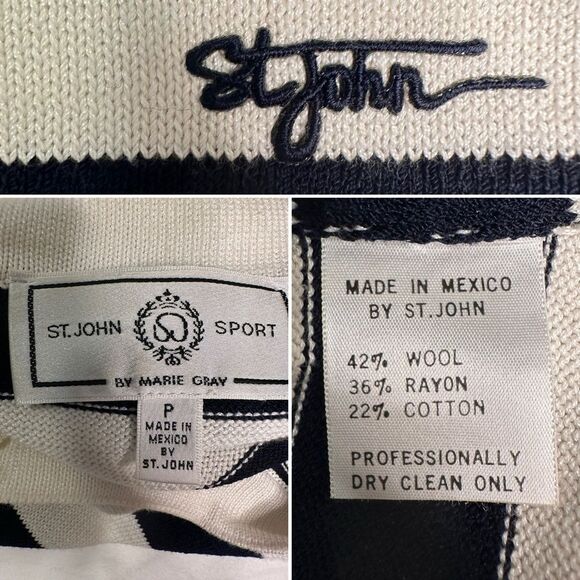 St. John
ST. JOHN SPORT
BY MARIE GRAY
P
MADE IN
MEXICO
BY
ST. JOHN
MADE IN MEXICO
BY ST. JOHN
42% WOOL
36% RAYON
22% COTTON
PROFESSIONALLY
DRY CLEAN ONLY